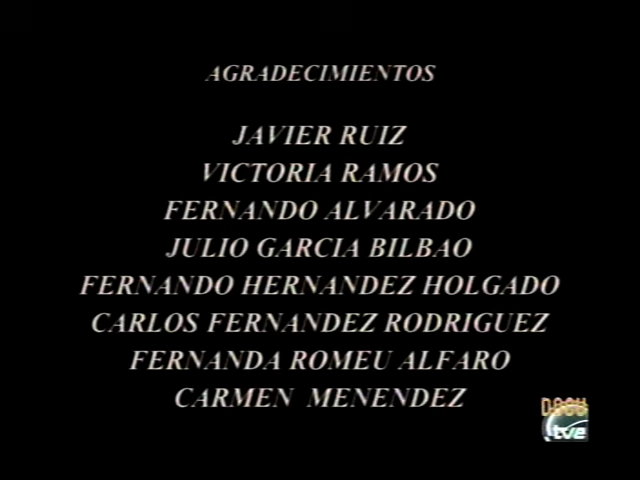 AGRADECIMIENTOS
JAVIER RUIZ
VICTORIA RAMOS
FERNANDO ALVARADO
JULIO GARCIA BILBAO
FERNANDO HERNANDEZ HOLGADO
CARLOS FERNANDEZ RODRIGUEZ
FERNANDA ROMEU ALFARO
CARMEN MENENDEZ
DOCU
tve